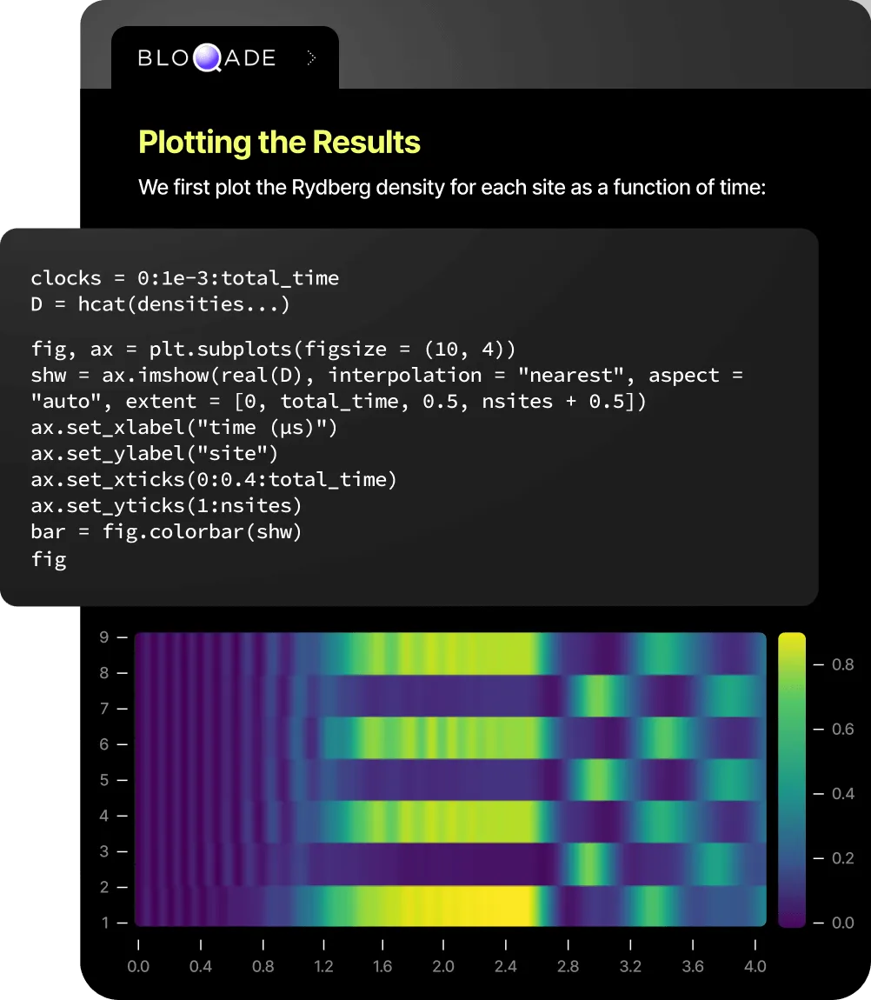 BLOQADE
Plotting the Results
We first plot the Rydberg density for each site as a function of time:
clocks = 0:1e-3:total_time
D = hcat(densities...)
fig, ax = plt.subplots(figsize = (10, 4))
shw = ax.imshow(real(D), interpolation = "nearest", aspect =
"auto", extent = [0, total_time, 0.5, nsites + 0.5])
ax.set_xlabel("time (μs)")
ax.set_ylabel("site")
ax.set_xticks(0:0.4:total_time)
ax.set_yticks(1:nsites)
bar = fig.colorbar(shw)
fig
9
8
7
6
5
4
3
2
1
0.8
0.6
0.4
0.2
0.0
0.0 0.4 0.8 1.2 1.6 2.0 2.4 2.8 3.2 3.6 4.0